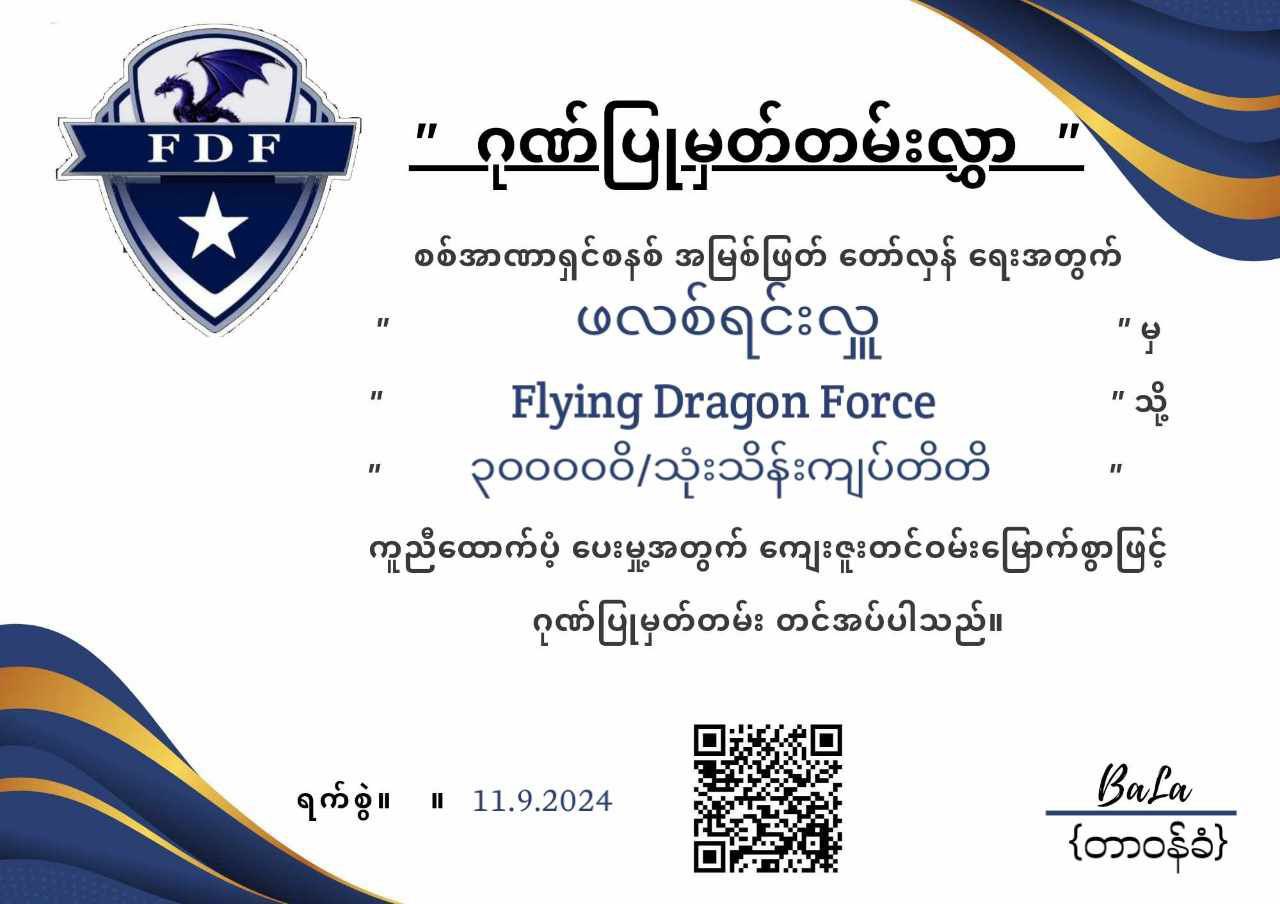 FDF
" ဂုဏ်ပြုမှတ်တမ်းလွှာ "
စစ်အာဏာရှင်စနစ် အမြစ်ဖြတ် တော်လှန် ရေးအတွက်
" ဖလစ်ရင်းလှူ " မှ
" Flying Dragon Force " သို့
" ၃၀၀၀၀၀ိ/သုံးသိန်းကျပ်တိတိ "
ကူညီထောက်ပံ့ ပေးမှု့အတွက် ကျေးဇူးတင်ဝမ်းမြောက်စွာဖြင့်
ဂုဏ်ပြုမှတ်တမ်း တင်အပ်ပါသည်။
ရက်စွဲ။ ။ 11.9.2024
BaLa
{တာဝန်ခံ}